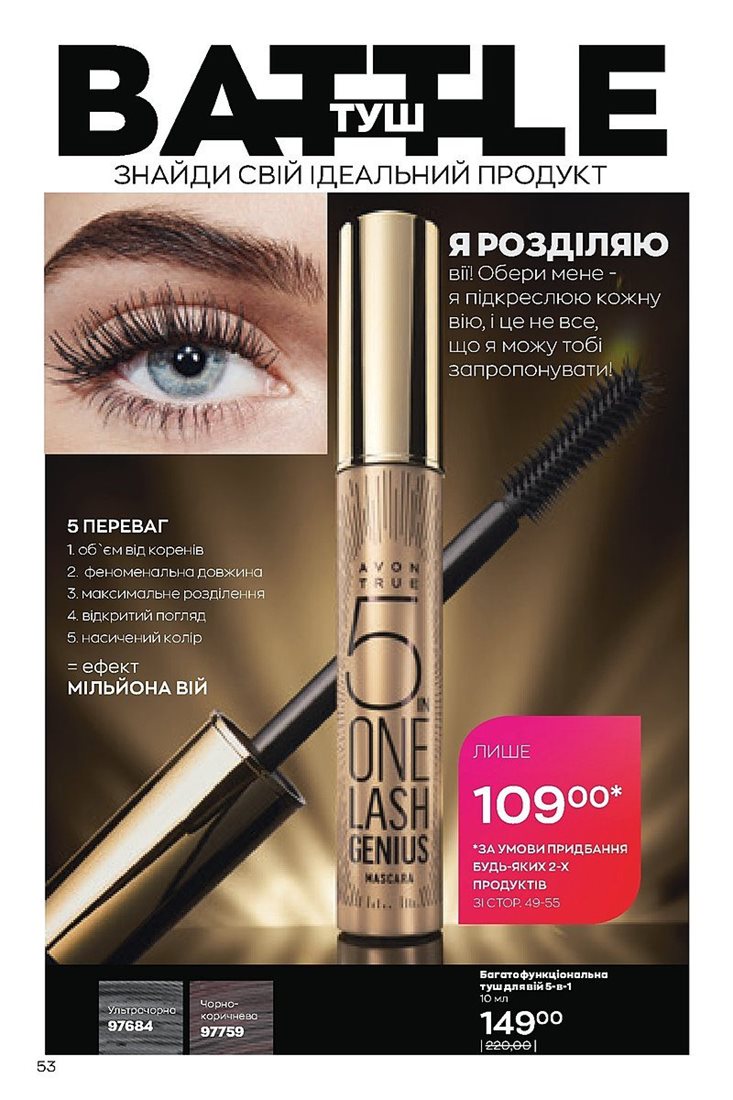 BATTLE
ТУШ
ЗНАЙДИ СВІЙ ІДЕАЛЬНИЙ ПРОДУКТ
Я РОЗДІЛЯЮ
вії! Обери мене -
я підкреслюю кожну
вію, і це не все,
що я можу тобі
запропонувати!
5 ПЕРЕВАГ
1. об`єм від коренів
2. феноменальна довжина
3. максимальне розділення
4. відкритий погляд
5. насичений колір
= ефект
МІЛЬЙОНА ВІЙ
AVON
TRUE
5
IN
ONE
LASH
GENIUS
MASCARA
ЛИШЕ
10900*
*ЗА УМОВИ ПРИДБАННЯ
БУДЬ-ЯКИХ 2-Х
ПРОДУКТІВ
ЗІ СТОР. 49-55
Ультрачорна
97684
Чорно-
коричнева
97759
Багатофункціональна
туш для вій 5-в-1
10 мл
14900
|220,00|
53